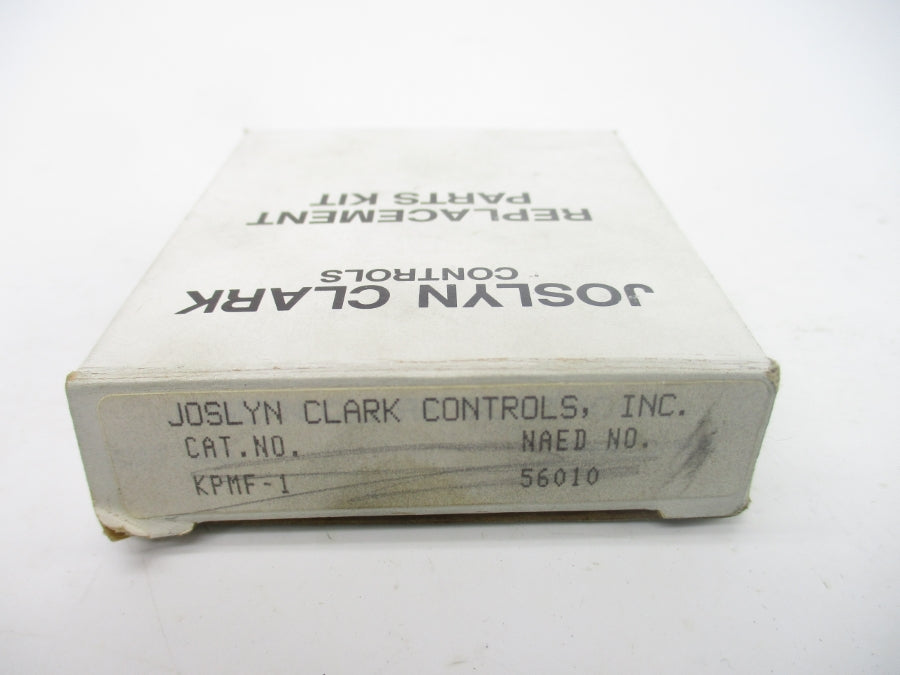 JOSLYN CLARK
CONTROLS
REPLACEMENT
PARTS KIT
JOSLYN CLARK CONTROLS, INC.
CAT.NO. NAED NO.
KPMF-1 56010